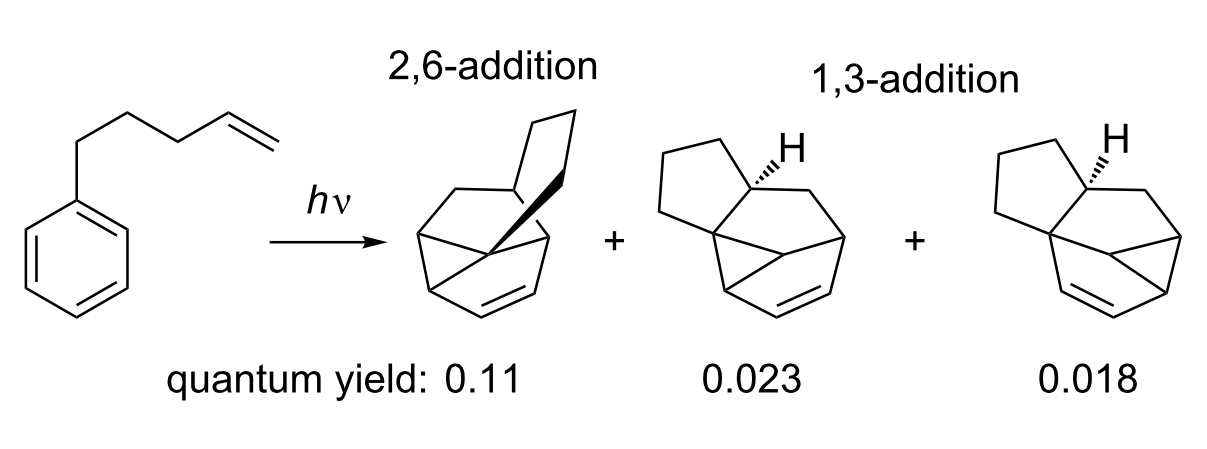 2,6-addition
1,3-addition
hν
H
H
+
+
quantum yield: 0.11
0.023
0.018